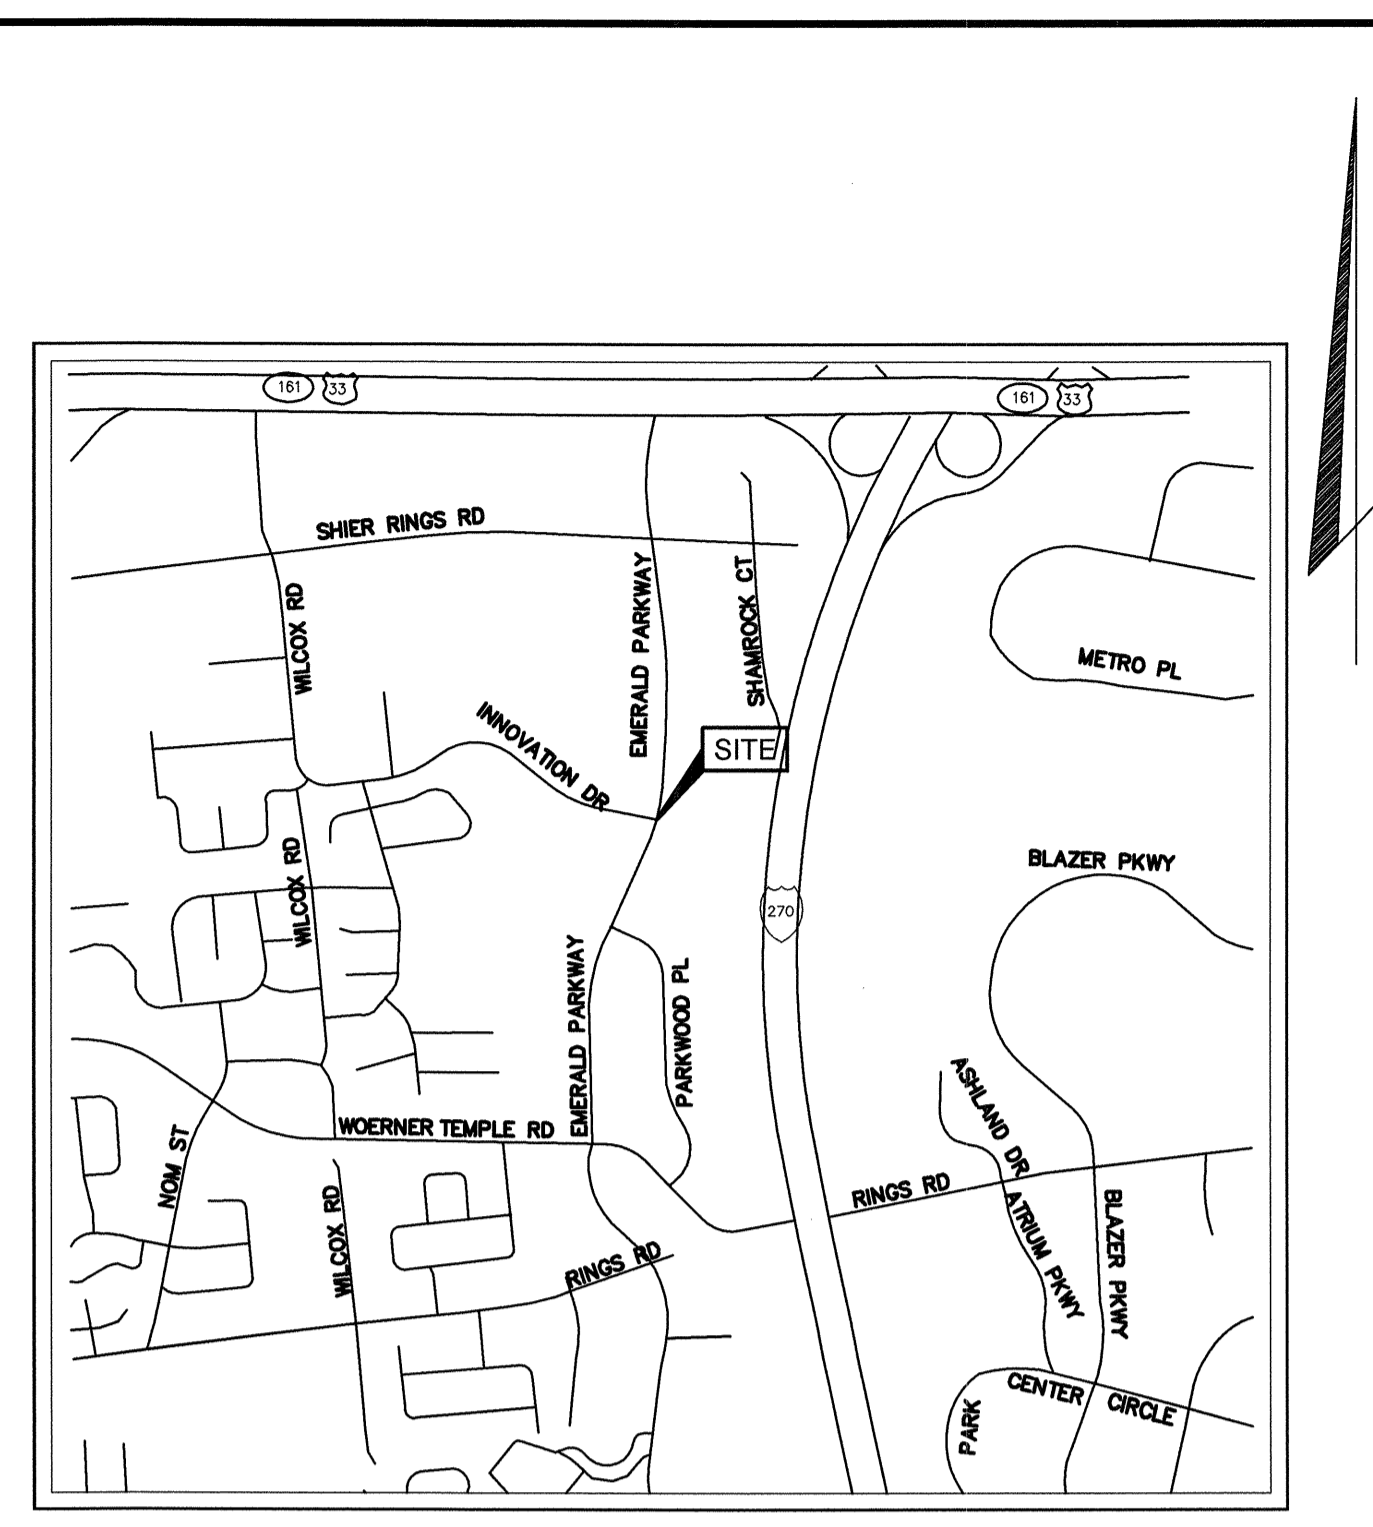 161 33
161 33
SHIER RINGS RD
EMERALD PARKWAY
SHAMROCK CT
WILCOX RD
METRO PL
INNOVATION DR
SITE
WILCOX RD
BLAZER PKWY
270
EMERALD PARKWAY
PARKWOOD PL
ASHLAND DR
WOERNER TEMPLE RD
NOM ST
WILCOX RD
RINGS RD
RINGS RD
ATRIUM PKWY
BLAZER PKWY
PARK
CENTER
CIRCLE